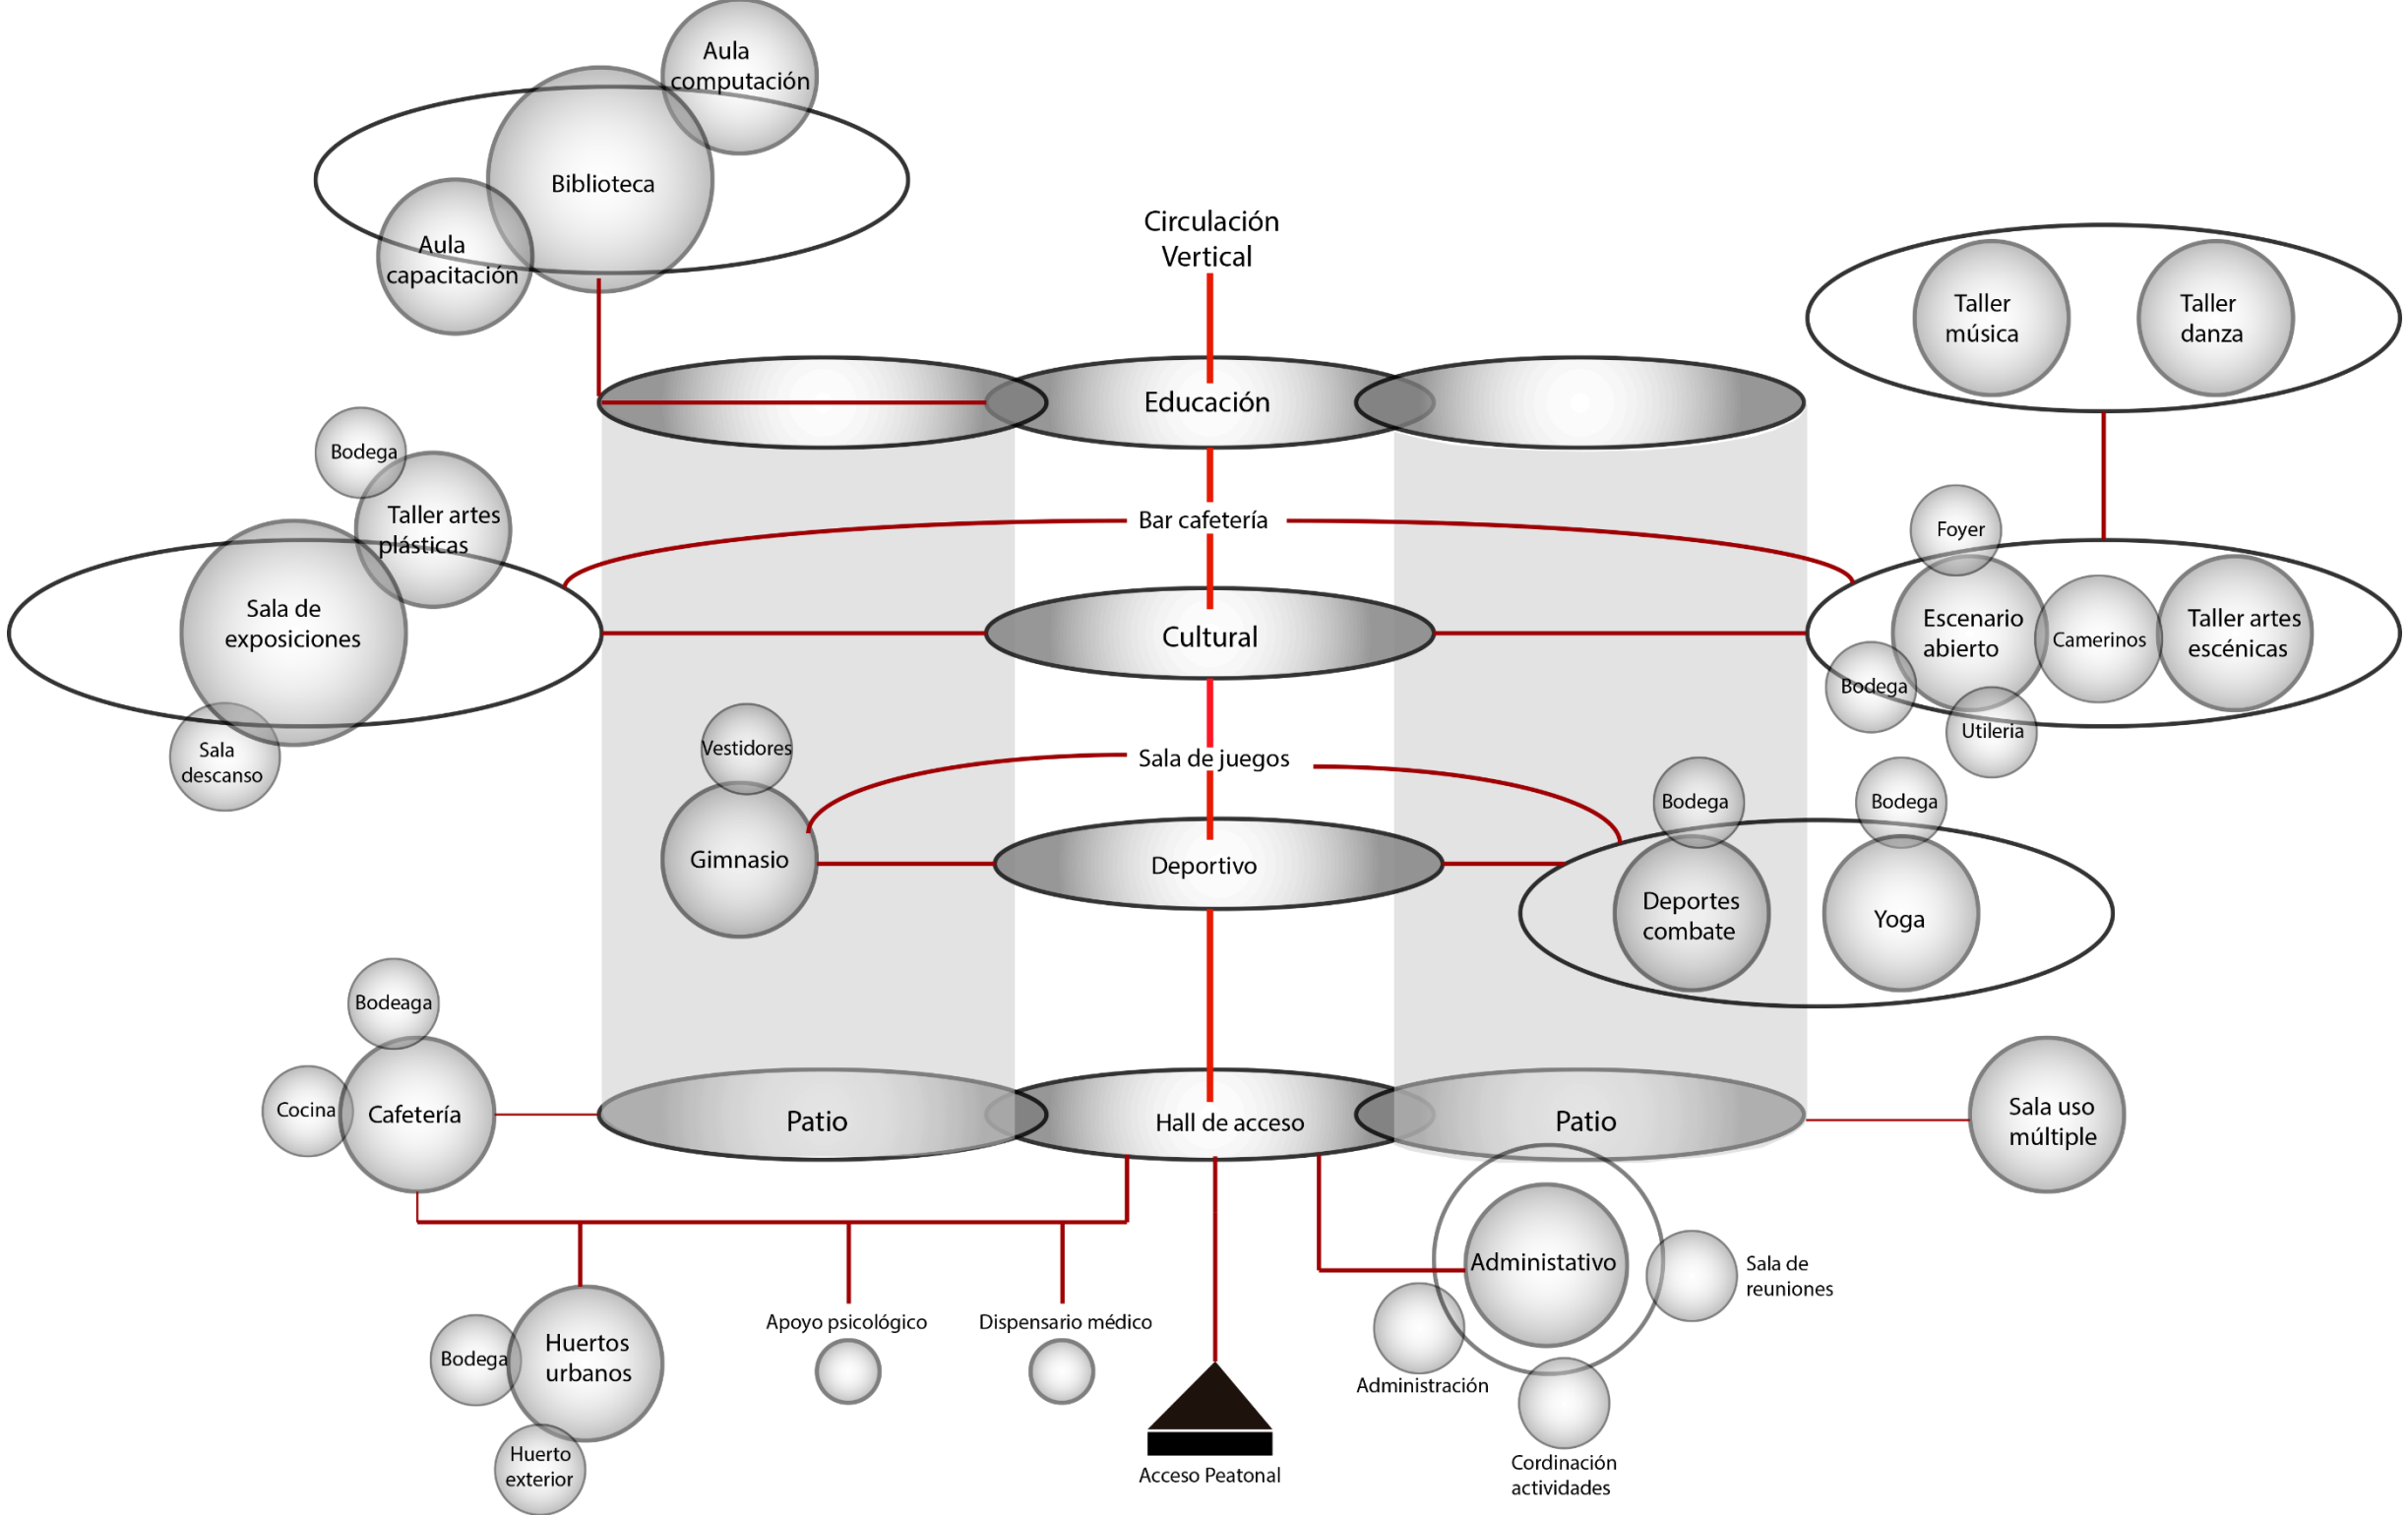 Aula
computación
Biblioteca
Aula
capacitación
Circulación
Vertical
Taller
música
Taller
danza
Educación
Bodega
Taller artes
plásticas
Bar cafetería
Foyer
Sala de
exposiciones
Cultural
Escenario
abierto
Camerinos
Taller artes
escénicas
Bodega
Utileria
Sala
descanso
Vestidores
Sala de juegos
Bodega
Bodega
Gimnasio
Deportivo
Deportes
combate
Yoga
Bodeaga
Cocina
Cafetería
Patio
Hall de acceso
Patio
Sala uso
múltiple
Administativo
Sala de
reuniones
Apoyo psicológico
Dispensario médico
Bodega
Huertos
urbanos
Administración
Huerto
exterior
Acceso Peatonal
Cordinación
actividades